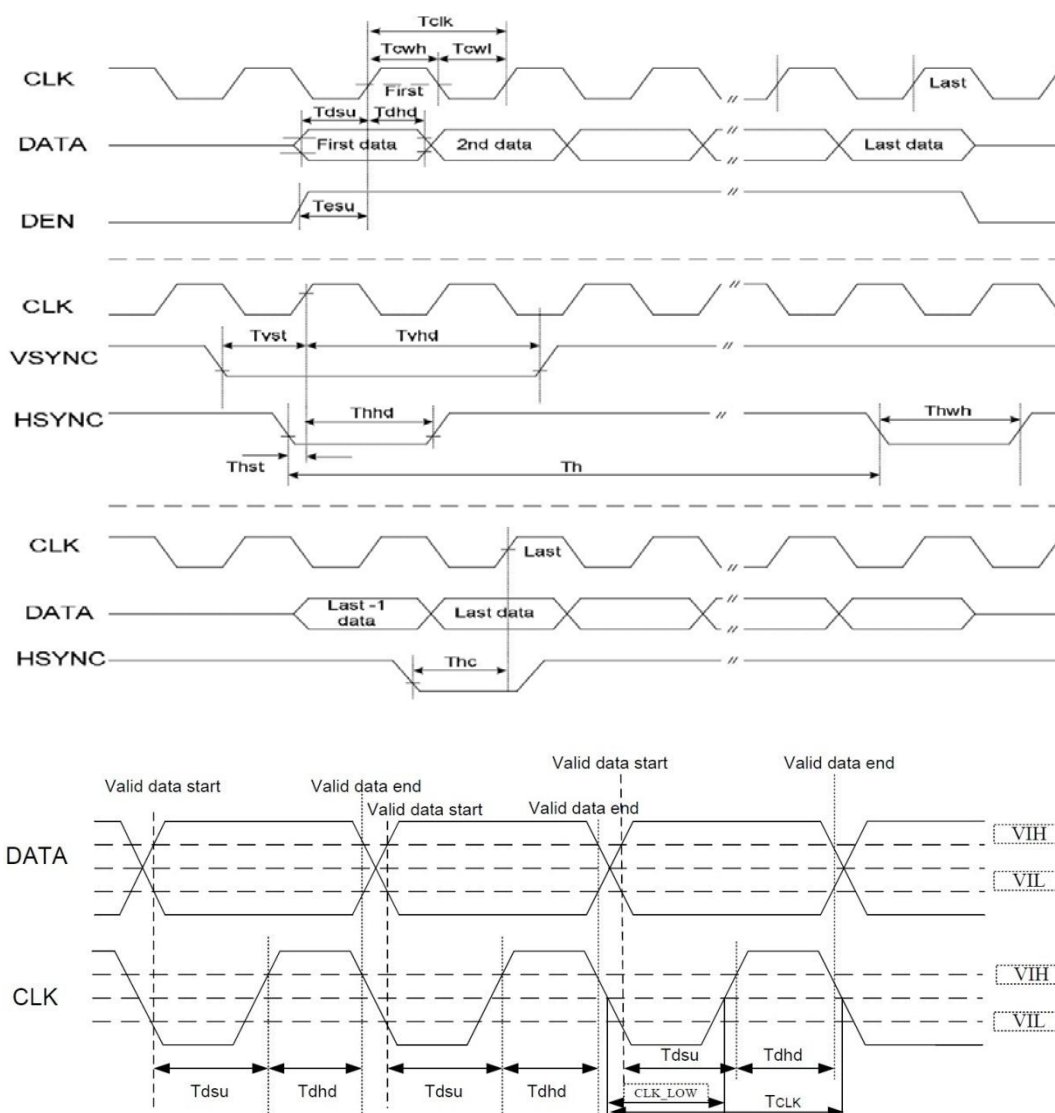 Tclk
Tcwh Tcwl
CLK First Last
Tdsu Tdhd
DATA First data 2nd data Last data
DEN Tesu
CLK
Tvst Tvhd
VSYNC
HSYNC Thhd Thwh
Thst Th
CLK Last
DATA Last -1 data Last data
HSYNC Thc
Valid data start Valid data end
Valid data start Valid data end
Valid data start Valid data end
DATA VIH
VIL
CLK VIH
VIL
Tdsu Tdhd Tdsu Tdhd Tdsu Tdhd
CLK_LOW TCLK